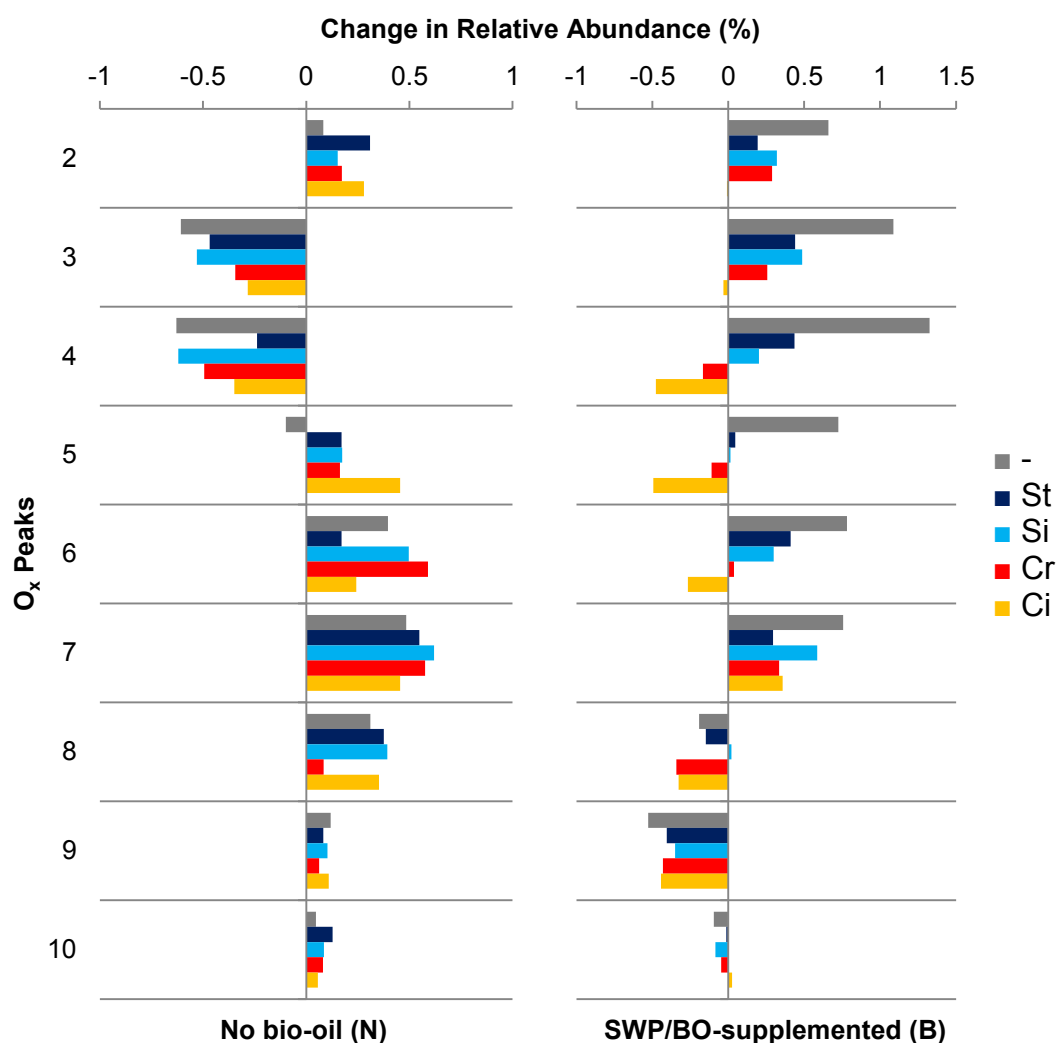 Change in Relative Abundance (%)
-1 -0.5 0 0.5 1 -1 -0.5 0 0.5 1 1.5
2
3
4
5
6
7
8
9
10
Oₓ Peaks
-
St
Si
Cr
Ci
No bio-oil (N) SWP/BO-supplemented (B)